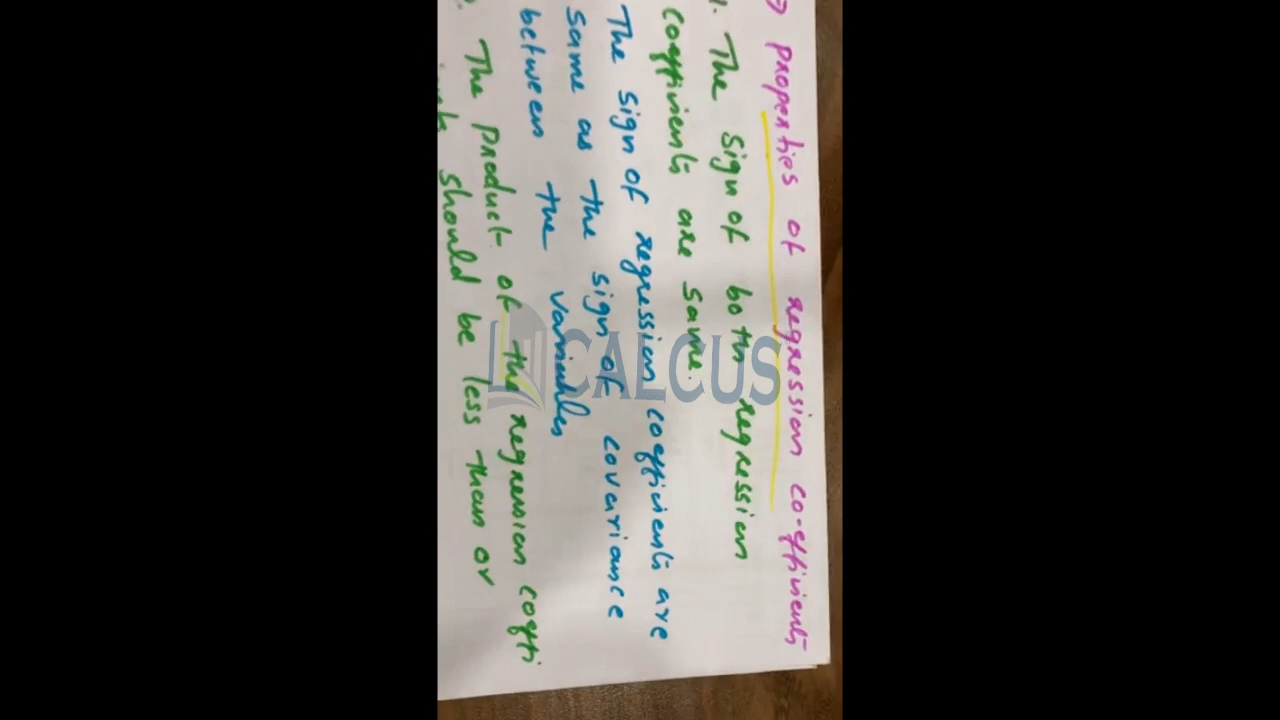 → properties of regression co-efficients
1. The sign of both regression
coefficients are same.
The sign of regression coefficients are
same as the sign of covariance
between the variables
The product of the regression coeffi
should be less than or
CALCUS